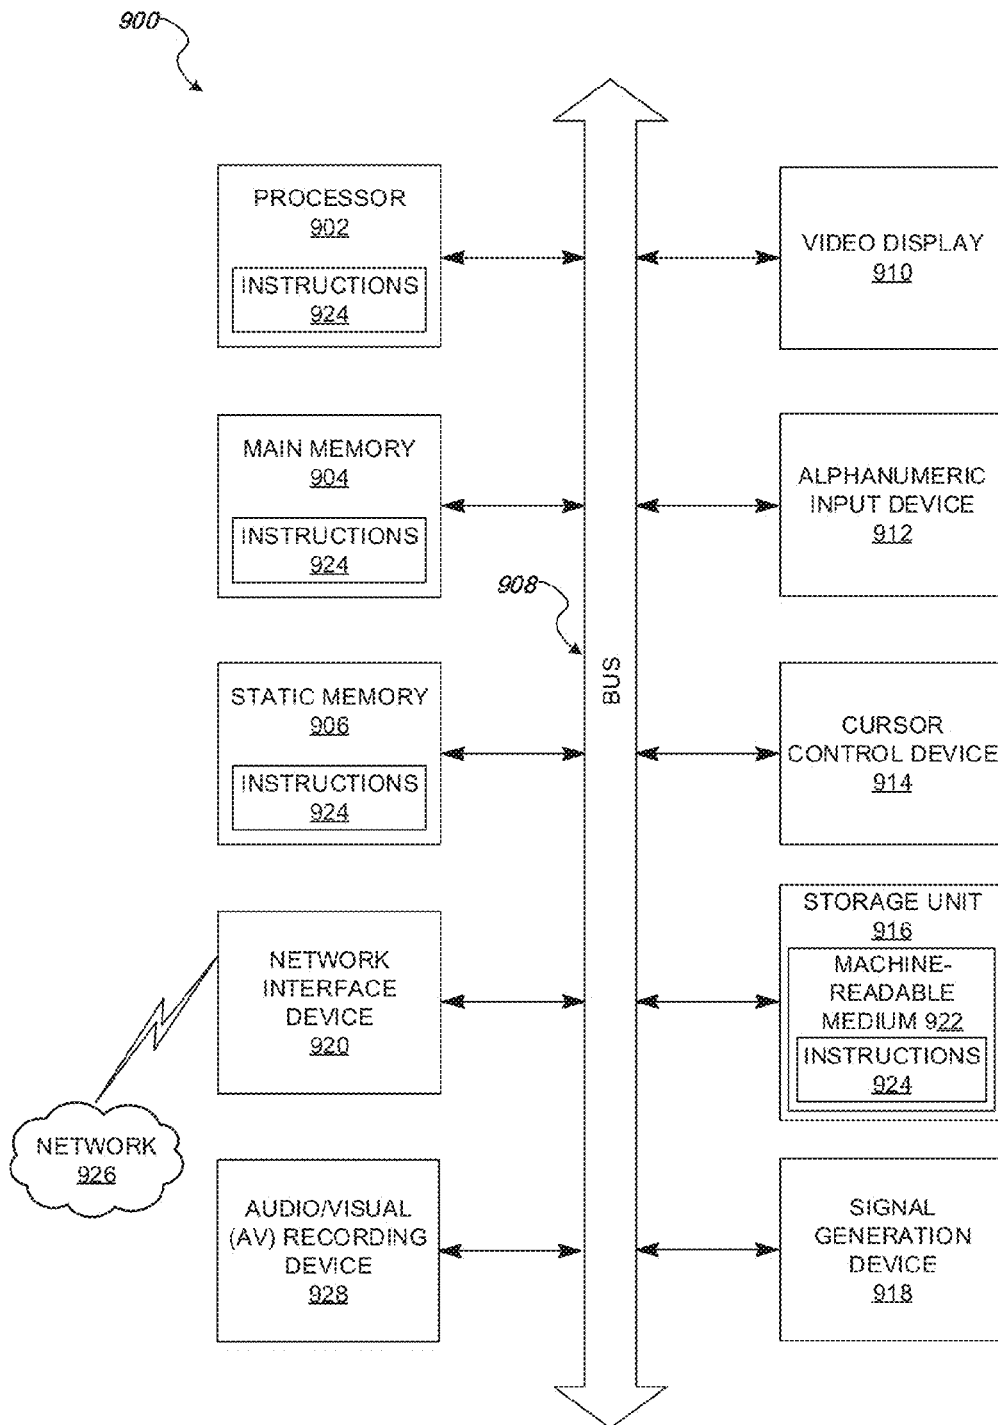 900
PROCESSOR
902
INSTRUCTIONS
924
VIDEO DISPLAY
910
MAIN MEMORY
904
INSTRUCTIONS
924
ALPHANUMERIC
INPUT DEVICE
912
908
BUS
STATIC MEMORY
906
INSTRUCTIONS
924
CURSOR
CONTROL DEVICE
914
NETWORK
INTERFACE
DEVICE
920
STORAGE UNIT
916
MACHINE-
READABLE
MEDIUM 922
INSTRUCTIONS
924
NETWORK
926
AUDIO/VISUAL
(AV) RECORDING
DEVICE
928
SIGNAL
GENERATION
DEVICE
918